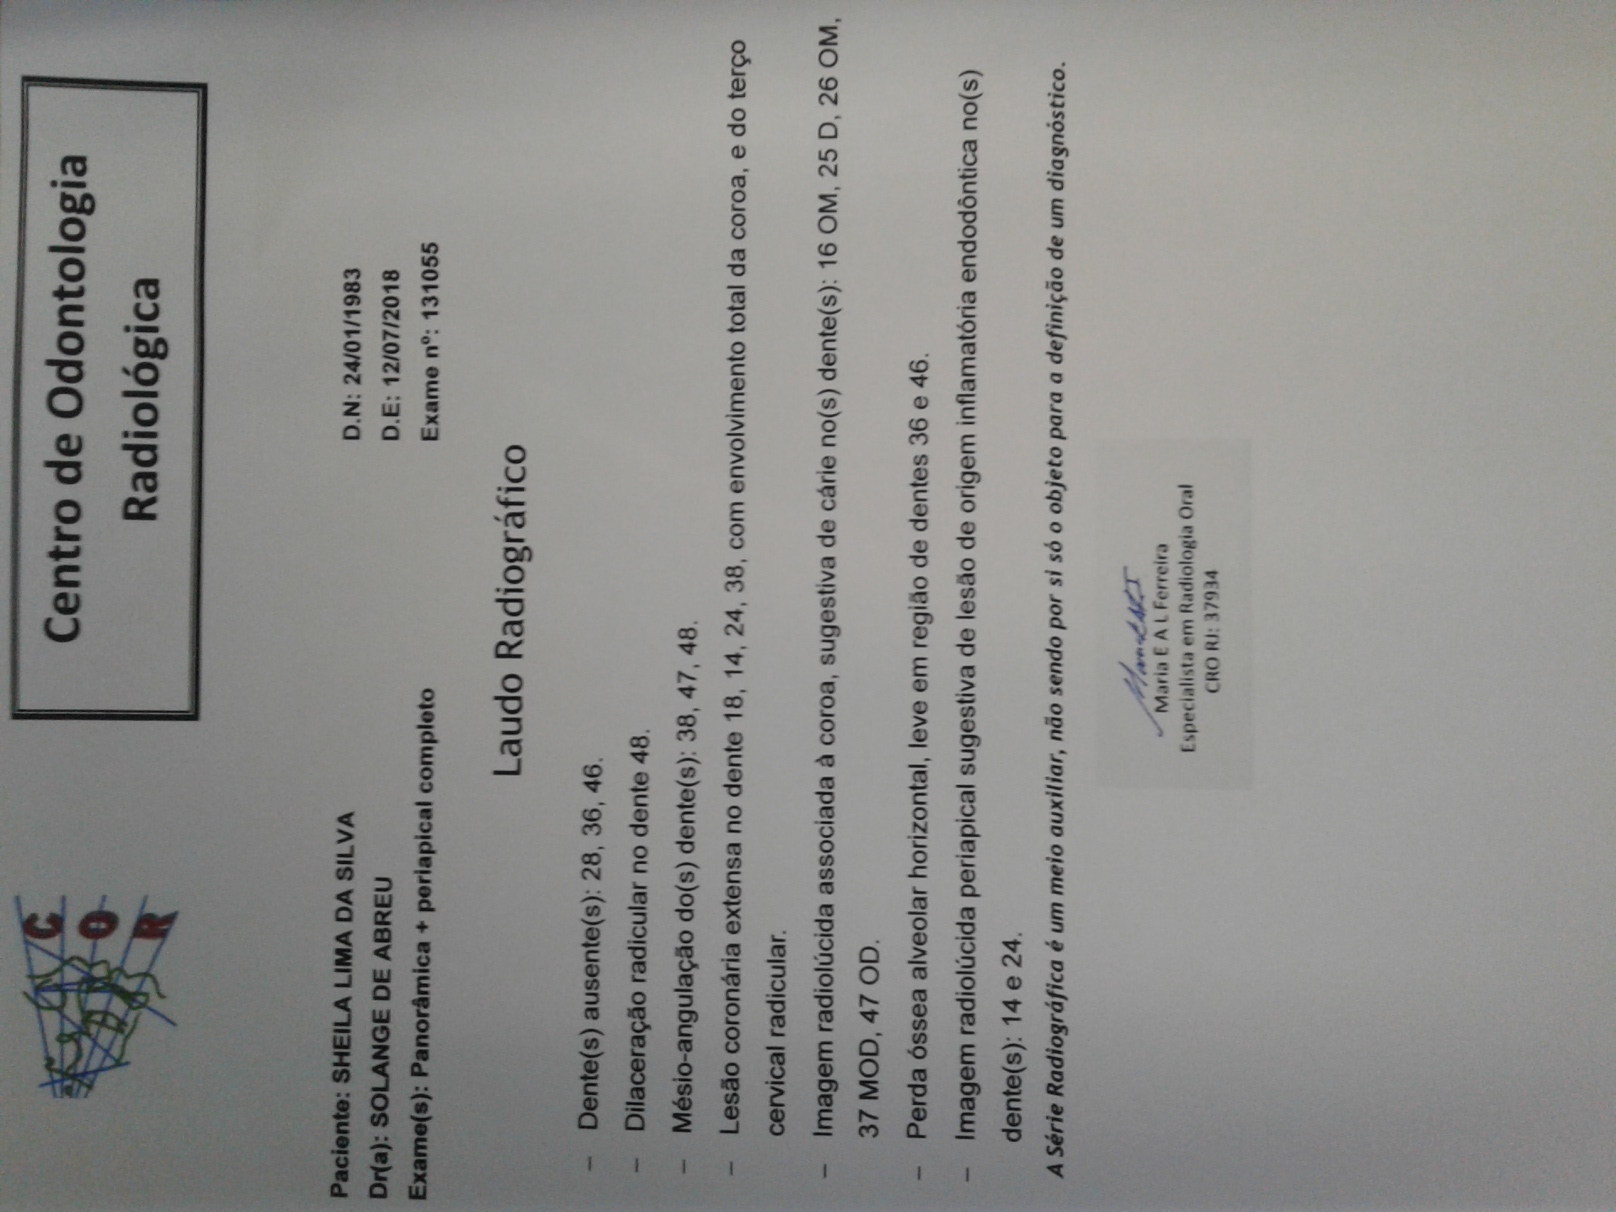 C
O
R
Centro de Odontologia
Radiológica
Paciente: SHEILA LIMA DA SILVA
D.N: 24/01/1983
Dr(a): SOLANGE DE ABREU
D.E: 12/07/2018
Exame(s): Panorâmica + periapical completo
Exame nº: 131055
Laudo Radiográfico
– Dente(s) ausente(s): 28, 36, 46.
– Dilaceração radicular no dente 48.
– Mésio-angulação do(s) dente(s): 38, 47, 48.
– Lesão coronária extensa no dente 18, 14, 24, 38, com envolvimento total da coroa, e do terço
cervical radicular.
– Imagem radiolúcida associada à coroa, sugestiva de cárie no(s) dente(s): 16 OM, 25 D, 26 OM,
37 MOD, 47 OD.
– Perda óssea alveolar horizontal, leve em região de dentes 36 e 46.
– Imagem radiolúcida periapical sugestiva de lesão de origem inflamatória endodôntica no(s)
dente(s): 14 e 24.
A Série Radiográfica é um meio auxiliar, não sendo por si só o objeto para a definição de um diagnóstico.
Maria E A L Ferreira
Especialista em Radiologia Oral
CRO RJ: 37934